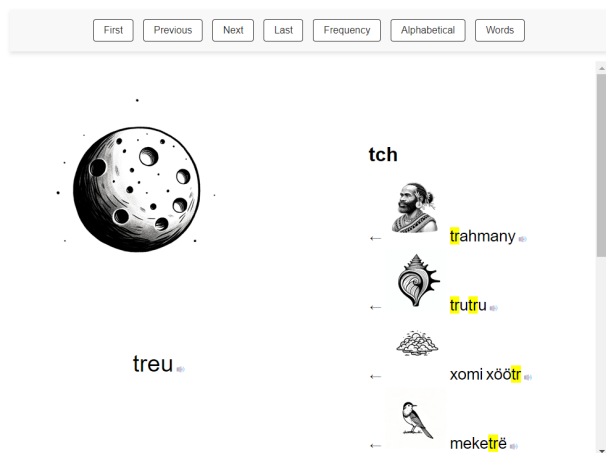 First Previous Next Last Frequency Alphabetical Words
tch
← trahmany
← trutru
treu
← xomi xöötr
← meketrë